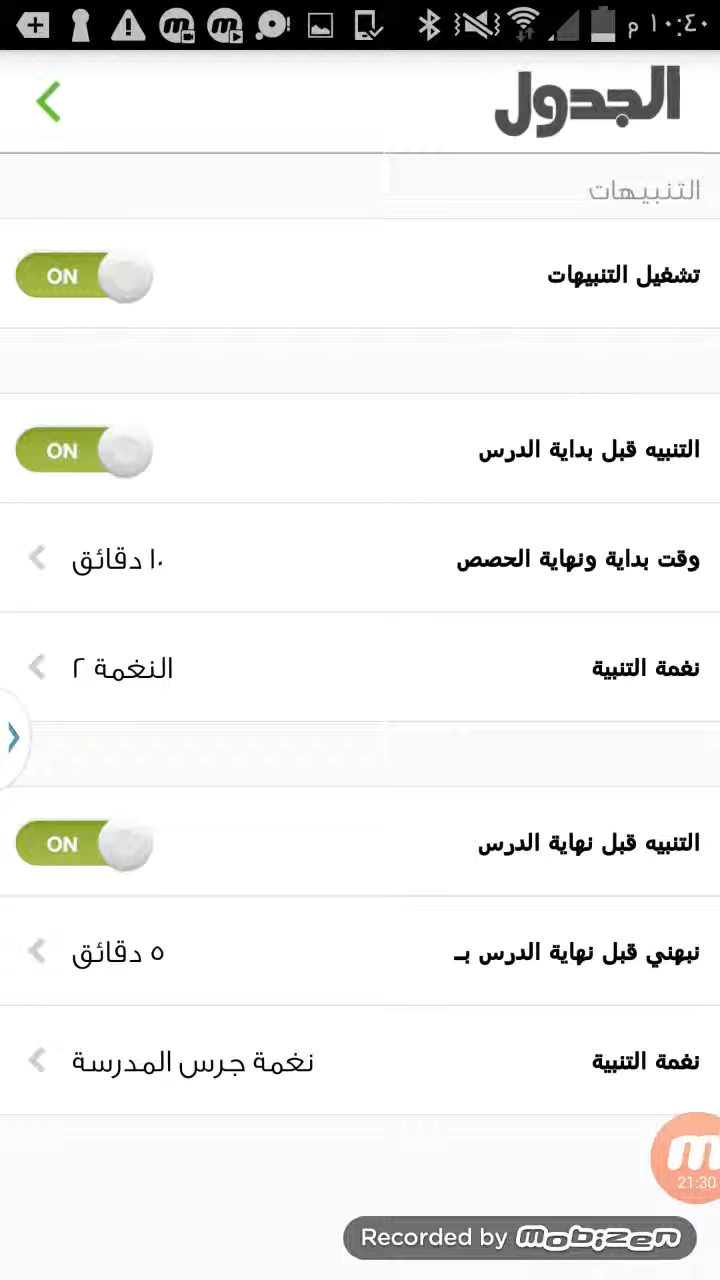 ١٠:٤٠ م
الجدول
التنبيهات
تشغيل التنبيهات
ON
التنبيه قبل بداية الدرس
ON
وقت بداية ونهاية الحصص
١٠ دقائق
نغمة التنبية
النغمة ٢
التنبيه قبل نهاية الدرس
ON
نبهني قبل نهاية الدرس بـ
٥ دقائق
نغمة التنبية
نغمة جرس المدرسة
21:30
Recorded by mobizen